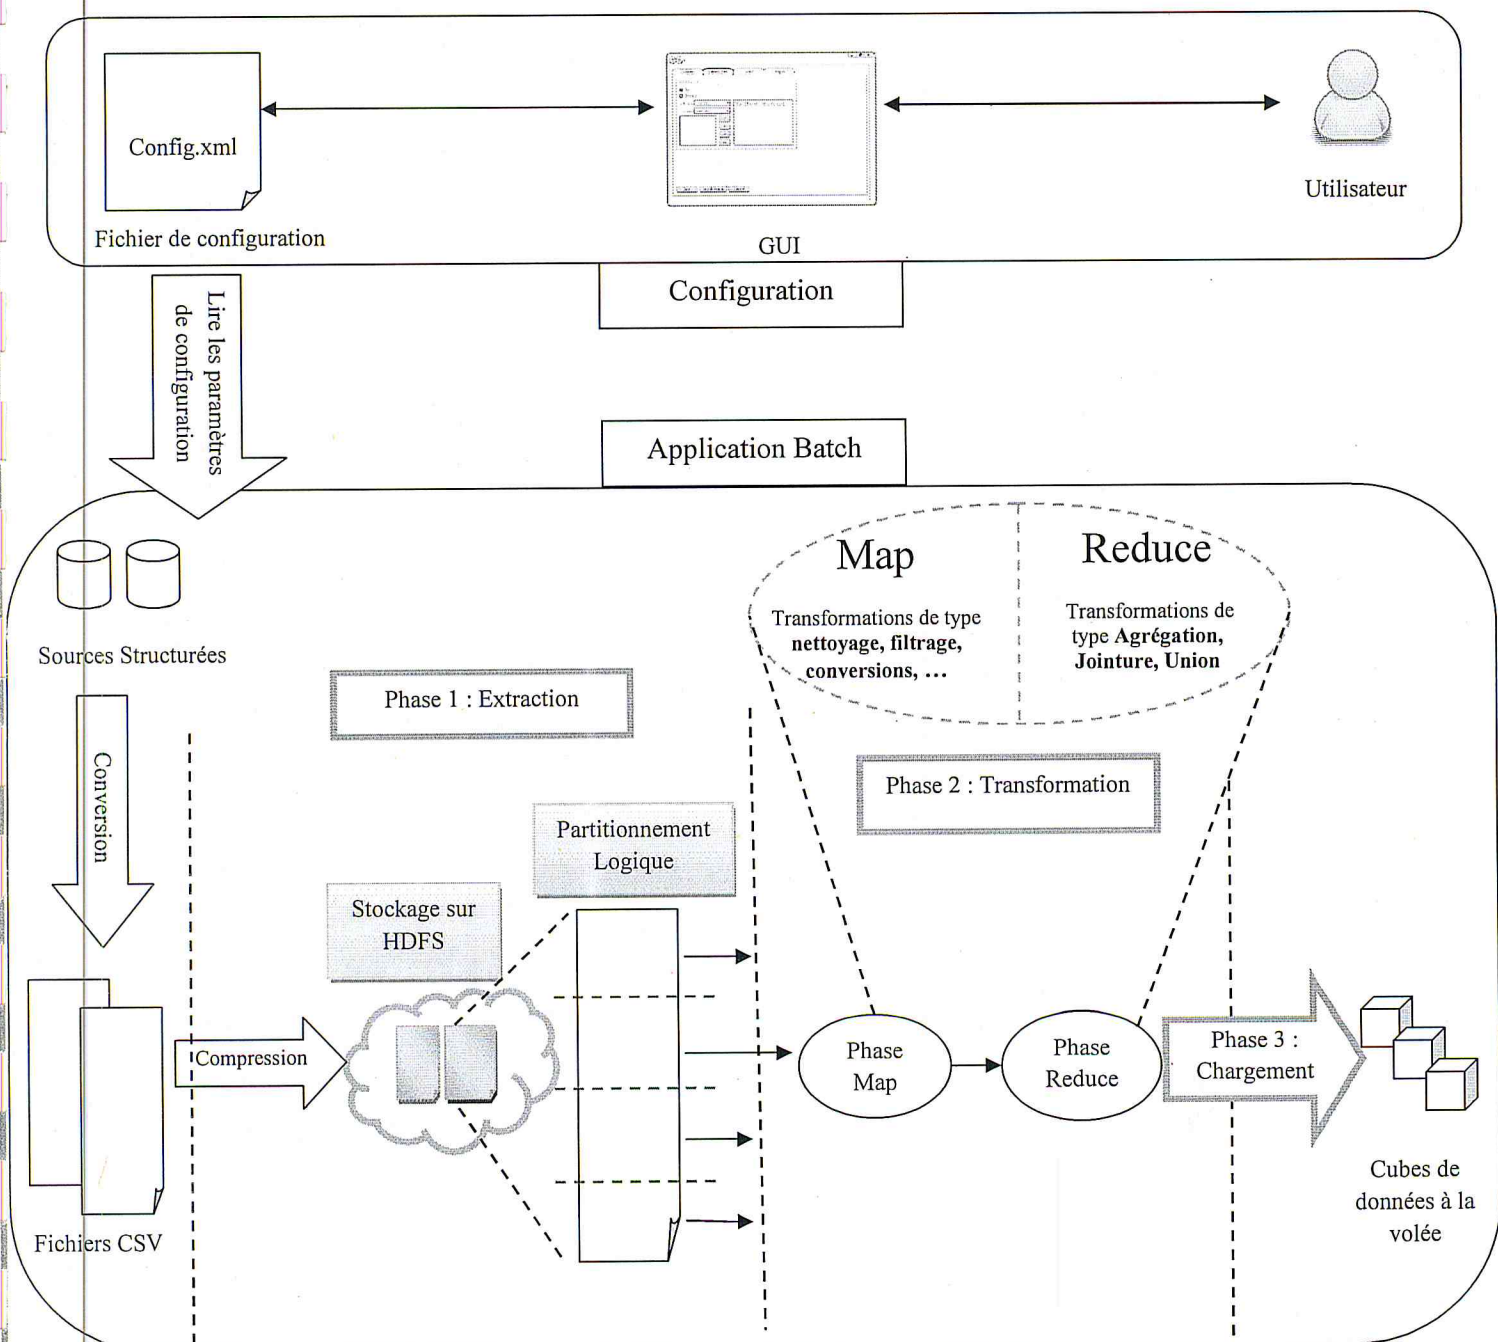 Config.xml
Fichier de configuration
GUI
Utilisateur
Configuration
Lire les paramètres
de configuration
Application Batch
Sources Structurées
Map
Transformations de type
nettoyage, filtrage,
conversions, …
Reduce
Transformations de
type Agrégation,
Jointure, Union
Phase 1 : Extraction
Phase 2 : Transformation
Conversion
Partitionnement
Logique
Stockage sur
HDFS
Compression
Phase
Map
Phase
Reduce
Phase 3 :
Chargement
Fichiers CSV
Cubes de
données à la
volée